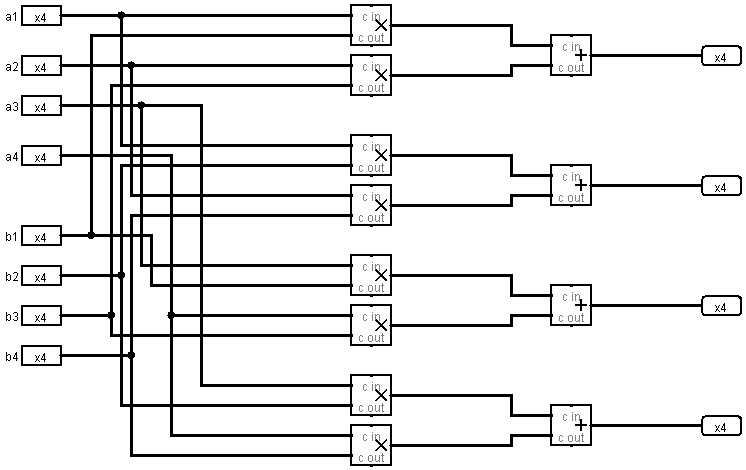 a1 x4
a2 x4
a3 x4
a4 x4
b1 x4
b2 x4
b3 x4
b4 x4
c in
× 
c out
c in
×
c out
c in
×
c out
c in
×
c out
c in
×
c out
c in
×
c out
c in
×
c out
c in
×
c out
c in
+
c out
c in
+
c out
c in
+
c out
c in
+
c out
x4
x4
x4
x4